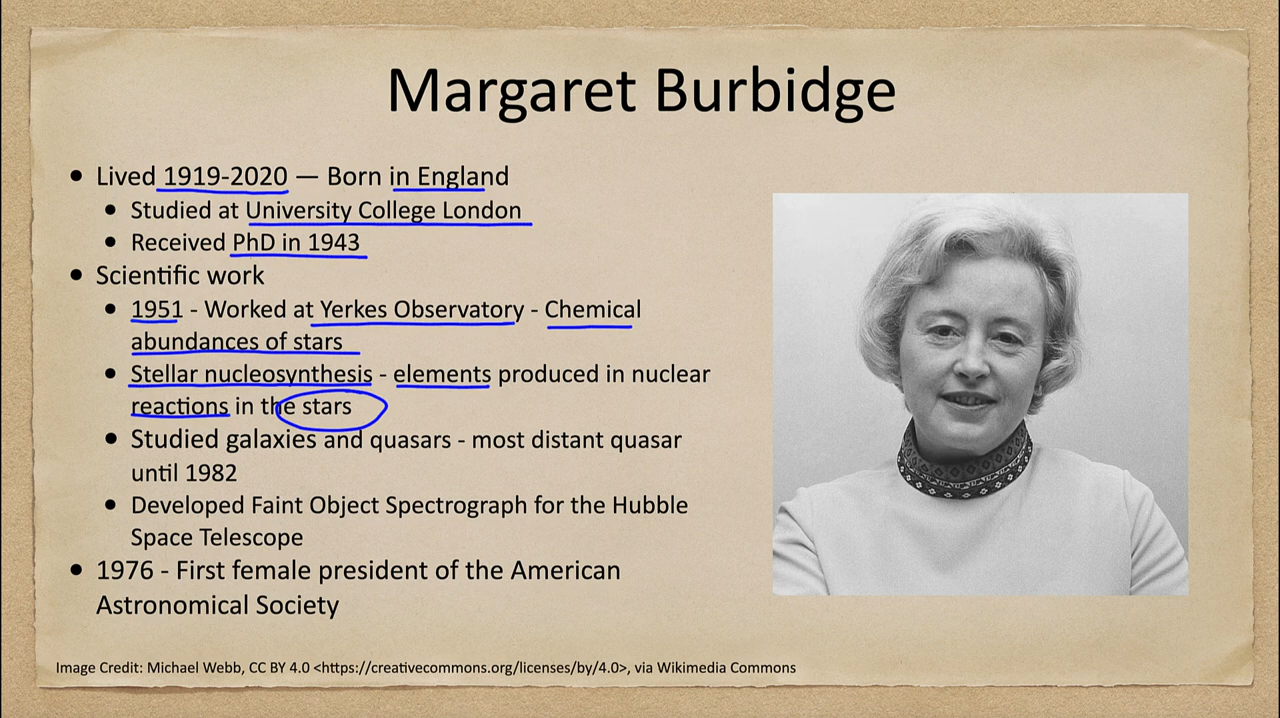 Margaret Burbidge
• Lived 1919-2020 — Born in England
• Studied at University College London
• Received PhD in 1943
• Scientific work
• 1951 - Worked at Yerkes Observatory - Chemical
abundances of stars
• Stellar nucleosynthesis - elements produced in nuclear
reactions in the stars
• Studied galaxies and quasars - most distant quasar
until 1982
• Developed Faint Object Spectrograph for the Hubble
Space Telescope
• 1976 - First female president of the American
Astronomical Society
Image Credit: Michael Webb, CC BY 4.0 <https://creativecommons.org/licenses/by/4.0>, via Wikimedia Commons